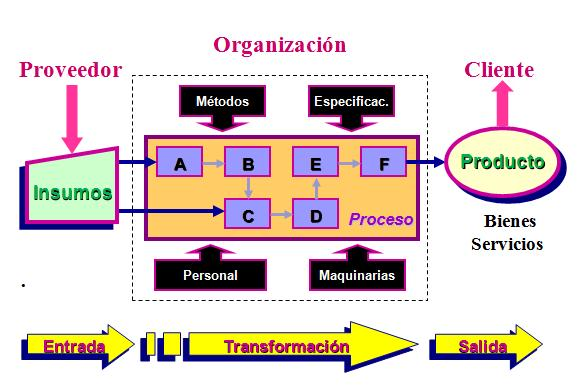 Organización
Proveedor
Cliente
Métodos
Especificac.
A
B
E
F
Insumos
Producto
C
D
Proceso
Bienes
Servicios
Personal
Maquinarias
.
Entrada
Transformación
Salida